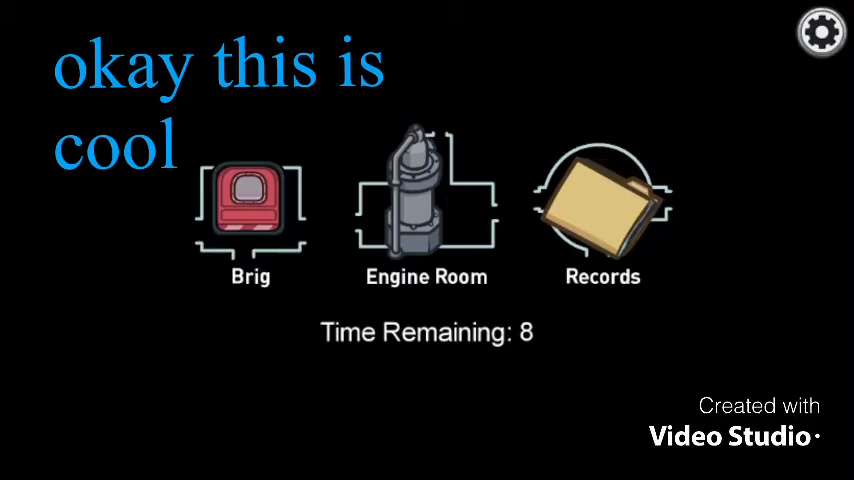 okay this is
cool
Brig
Engine Room
Records
Time Remaining: 8
Created with
Video Studio